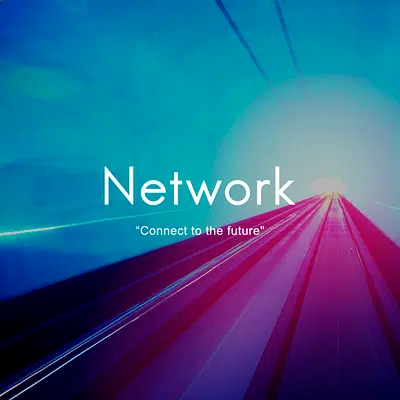 Network
“Connect to the future"